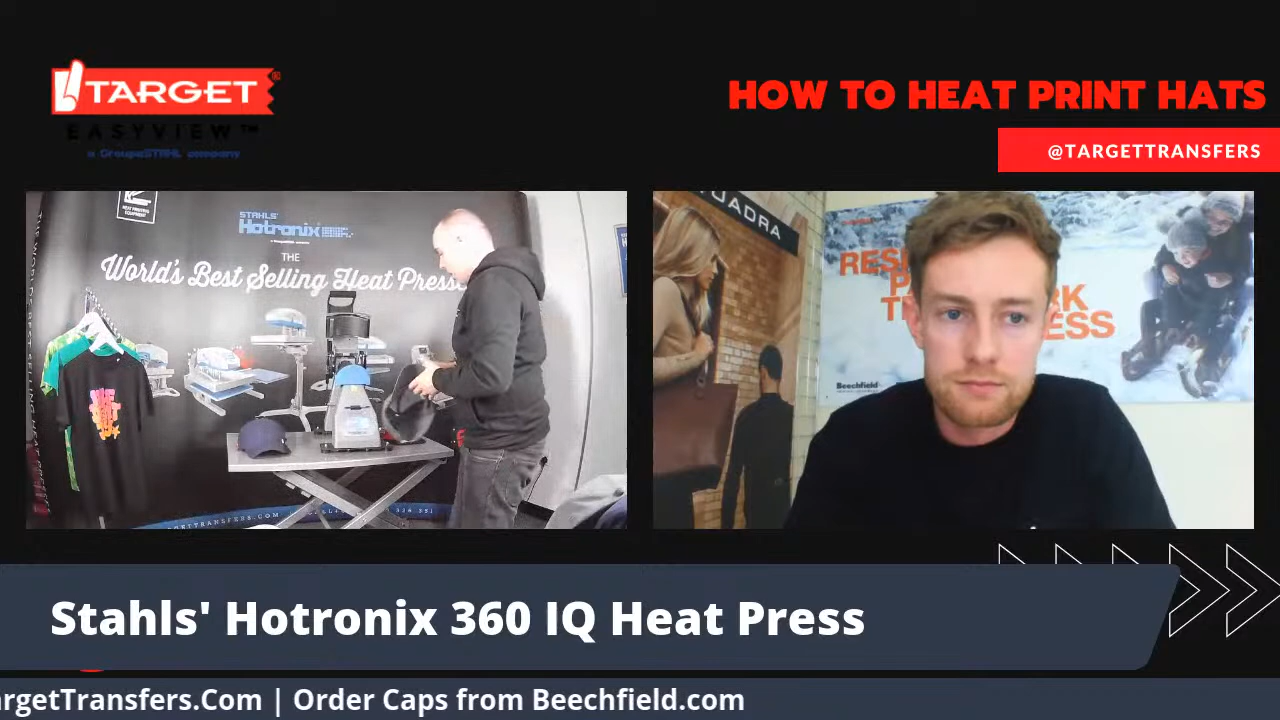 TARGET
EASYVIEW™
a GroupeSTAHL company
HOW TO HEAT PRINT HATS
@TARGETTRANSFERS
STAHLS'
Hotronix
THE
World's Best Selling Heat Press
QUADRA
Beechfield
Stahls' Hotronix 360 IQ Heat Press
argetTransfers.Com | Order Caps from Beechfield.com